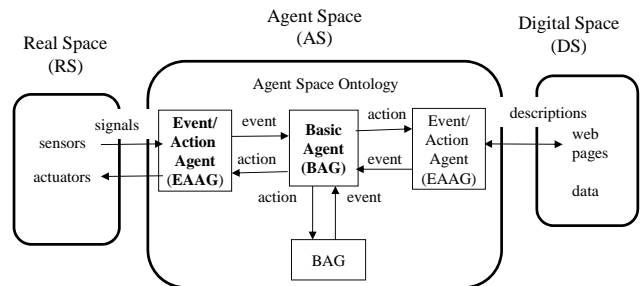 Real Space
(RS)
Agent Space
(AS)
Digital Space
(DS)
Agent Space Ontology
signals
sensors
actuators
Event/
Action
Agent
(EAAG)
event
action
Basic
Agent
(BAG)
action
event
Event/
Action
Agent
(EAAG)
descriptions
web
pages
data
action
event
BAG